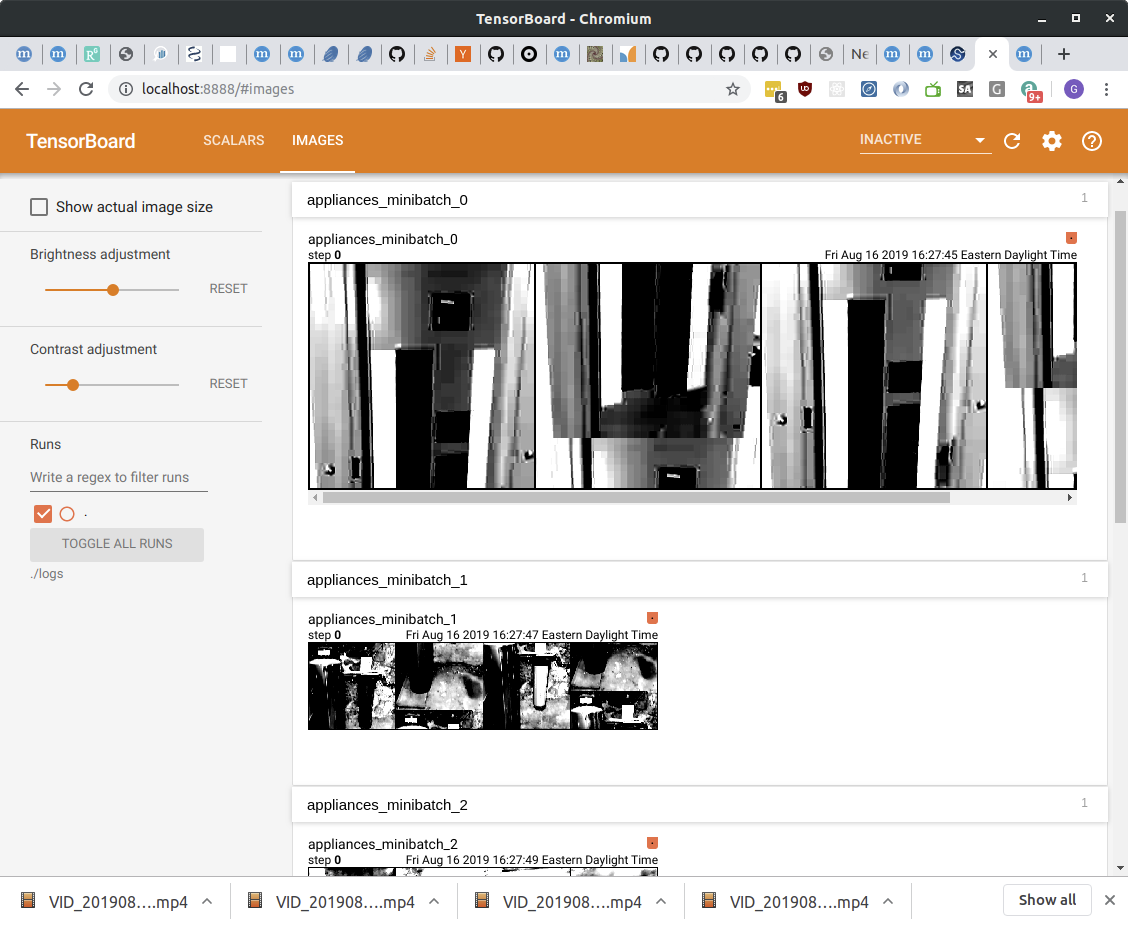 TensorBoard - Chromium
localhost:8888/#images
6
9+
G
TensorBoard
SCALARS
IMAGES
INACTIVE
Show actual image size
Brightness adjustment
RESET
Contrast adjustment
RESET
Runs
Write a regex to filter runs
.
TOGGLE ALL RUNS
./logs
appliances_minibatch_0
1
appliances_minibatch_0
step 0
Fri Aug 16 2019 16:27:45 Eastern Daylight Time
appliances_minibatch_1
1
appliances_minibatch_1
step 0
Fri Aug 16 2019 16:27:47 Eastern Daylight Time
appliances_minibatch_2
1
appliances_minibatch_2
step 0
Fri Aug 16 2019 16:27:49 Eastern Daylight Time
VID_201908....mp4
VID_201908....mp4
VID_201908....mp4
VID_201908....mp4
Show all